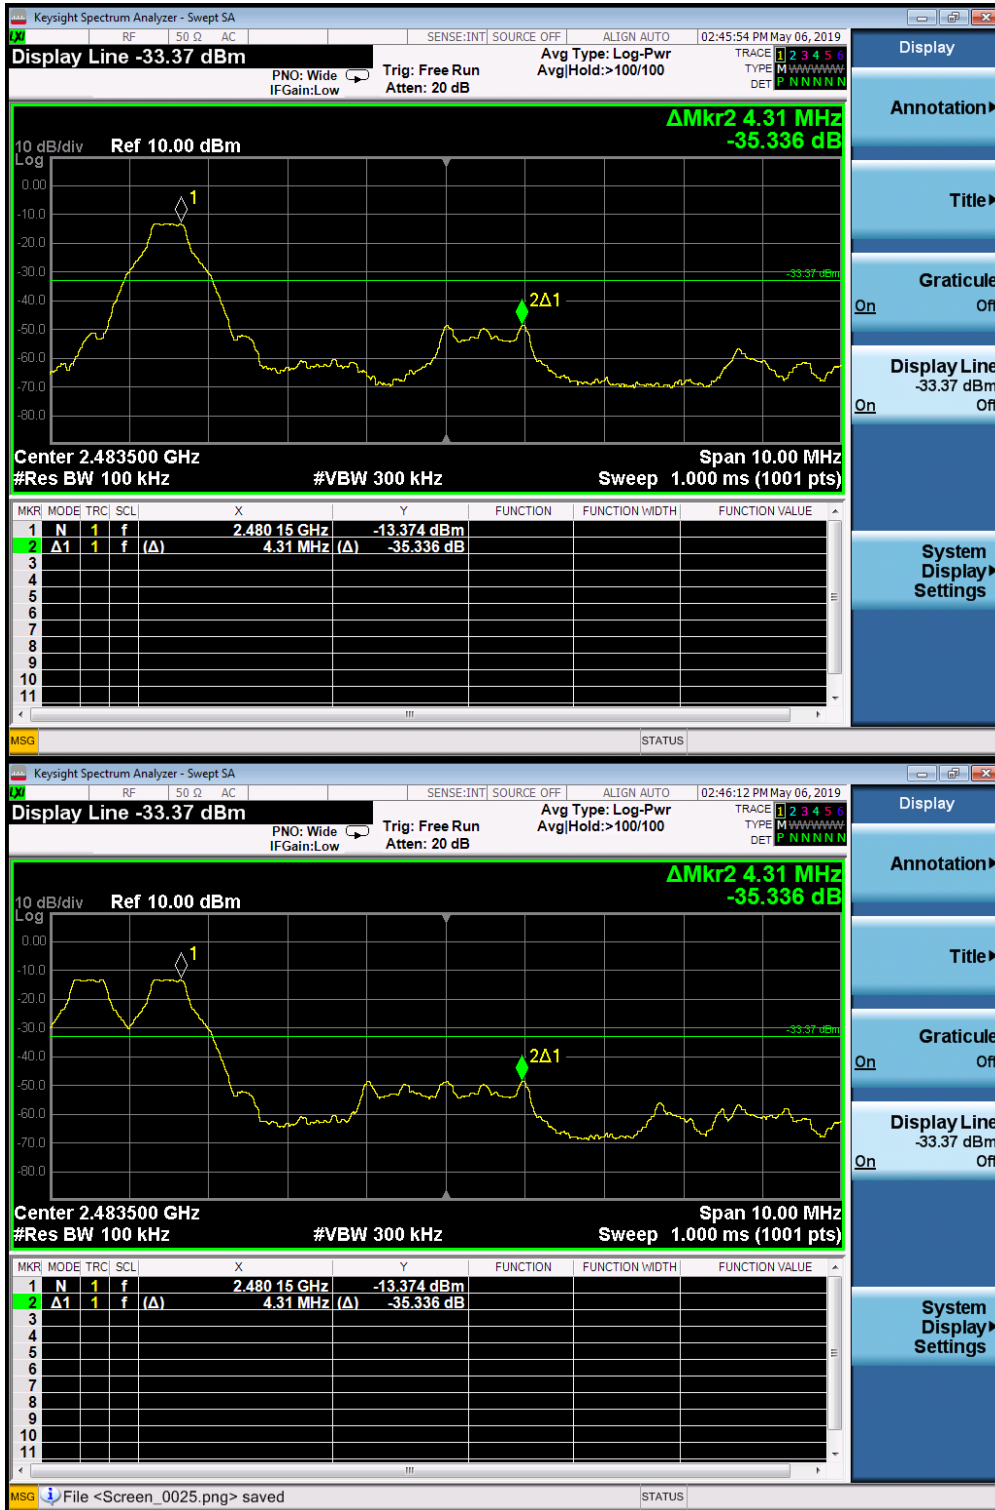 Keysight Spectrum Analyzer - Swept SA
LXI RF 50 Ω AC SENSE:INT SOURCE OFF ALIGN AUTO 02:45:54 PM May 06, 2019
Display Line -33.37 dBm
PNO: Wide
IFGain:Low
Trig: Free Run
Atten: 20 dB
Avg Type: Log-Pwr
Avg|Hold:>100/100
TRACE 1 2 3 4 5 6
TYPE M WWWWW
DET P N N N N N
ΔMkr2 4.31 MHz
-35.336 dB
10 dB/div Ref 10.00 dBm
Log
0.00
1
-10.0
-20.0
-30.0
-33.37 dBm
-40.0
2Δ1
-50.0
-60.0
-70.0
-80.0
Center 2.483500 GHz Span 10.00 MHz
#Res BW 100 kHz #VBW 300 kHz Sweep 1.000 ms (1001 pts)
MKR MODE TRC SCL X Y FUNCTION FUNCTION WIDTH FUNCTION VALUE
1 N 1 f 2.480 15 GHz -13.374 dBm
2 Δ1 1 f (Δ) 4.31 MHz (Δ) -35.336 dB
3
4
5
6
7
8
9
10
11
MSG STATUS
Display
Annotation
Title
Graticule
On Off
Display Line
-33.37 dBm
On Off
System
Display
Settings
Keysight Spectrum Analyzer - Swept SA
LXI RF 50 Ω AC SENSE:INT SOURCE OFF ALIGN AUTO 02:46:12 PM May 06, 2019
Display Line -33.37 dBm
PNO: Wide
IFGain:Low
Trig: Free Run
Atten: 20 dB
Avg Type: Log-Pwr
Avg|Hold:>100/100
TRACE 1 2 3 4 5 6
TYPE M WWWWW
DET P N N N N N
ΔMkr2 4.31 MHz
-35.336 dB
10 dB/div Ref 10.00 dBm
Log
0.00
1
-10.0
-20.0
-30.0
-33.37 dBm
-40.0
2Δ1
-50.0
-60.0
-70.0
-80.0
Center 2.483500 GHz Span 10.00 MHz
#Res BW 100 kHz #VBW 300 kHz Sweep 1.000 ms (1001 pts)
MKR MODE TRC SCL X Y FUNCTION FUNCTION WIDTH FUNCTION VALUE
1 N 1 f 2.480 15 GHz -13.374 dBm
2 Δ1 1 f (Δ) 4.31 MHz (Δ) -35.336 dB
3
4
5
6
7
8
9
10
11
MSG File <Screen_0025.png> saved STATUS
Display
Annotation
Title
Graticule
On Off
Display Line
-33.37 dBm
On Off
System
Display
Settings